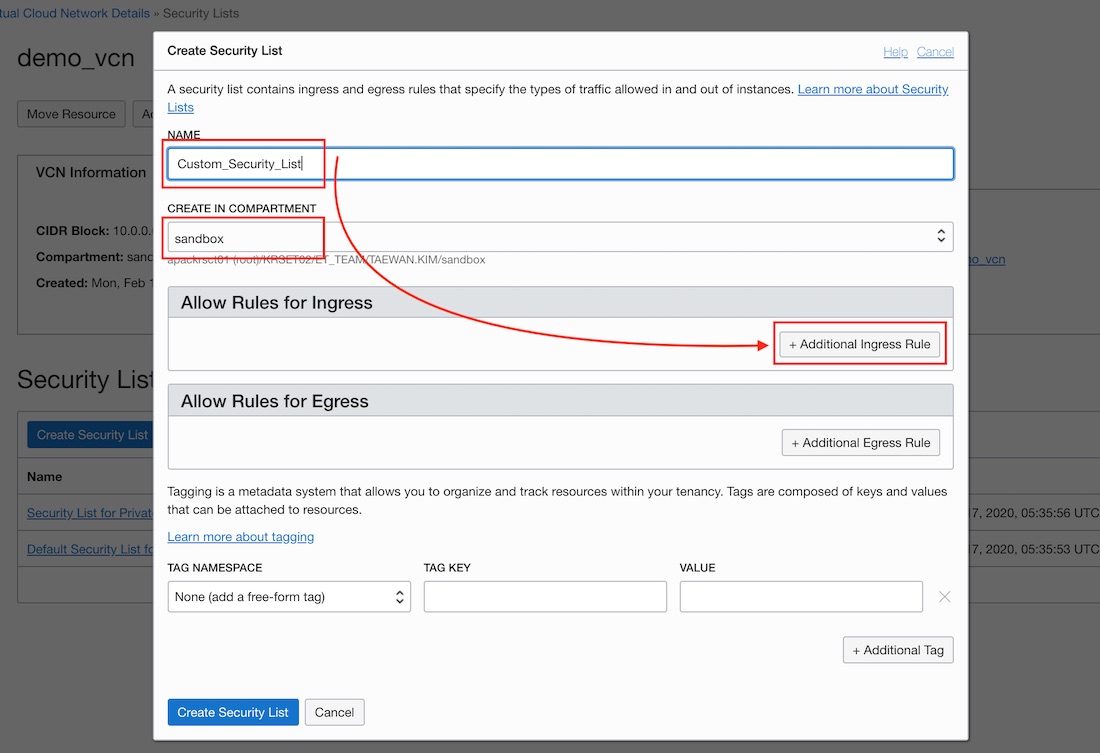 tual Cloud Network Details » Security Lists
demo_vcn
Move Resource
VCN Information
CIDR Block: 10.0.0.
Compartment: sand
Created: Mon, Feb 1
Security List
Create Security List
Name
Security List for Privat
Default Security List fo
o_vcn
17, 2020, 05:35:56 UTC
17, 2020, 05:35:53 UTC
Create Security List
Help Cancel
A security list contains ingress and egress rules that specify the types of traffic allowed in and out of instances. Learn more about Security
Lists
NAME
Custom_Security_List
CREATE IN COMPARTMENT
sandbox
apackrsct01 (root)/KRSET02/ET_TEAM/TAEWAN.KIM/sandbox
Allow Rules for Ingress
+ Additional Ingress Rule
Allow Rules for Egress
+ Additional Egress Rule
Tagging is a metadata system that allows you to organize and track resources within your tenancy. Tags are composed of keys and values
that can be attached to resources.
Learn more about tagging
TAG NAMESPACE TAG KEY VALUE
None (add a free-form tag)
+ Additional Tag
Create Security List Cancel